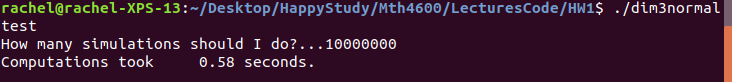 rachel@rachel-XPS-13:~/Desktop/HappyStudy/Mth4600/LecturesCode/HW1$ ./dim3normal
test
How many simulations should I do?...10000000
Computations took    0.58 seconds.